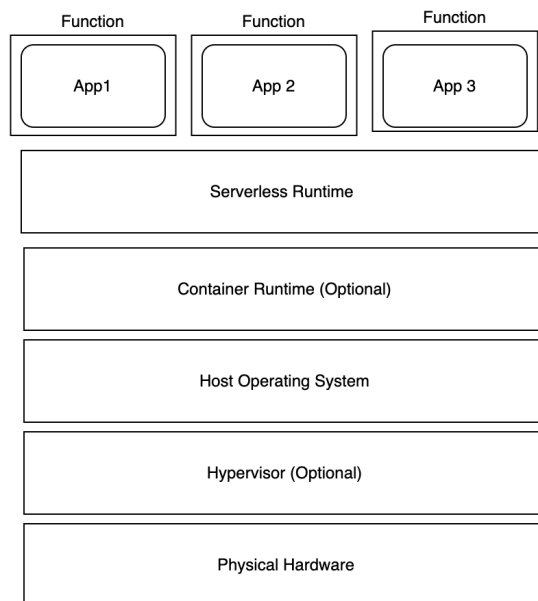 Function
Function
Function
App1
App 2
App 3
Serverless Runtime
Container Runtime (Optional)
Host Operating System
Hypervisor (Optional)
Physical Hardware